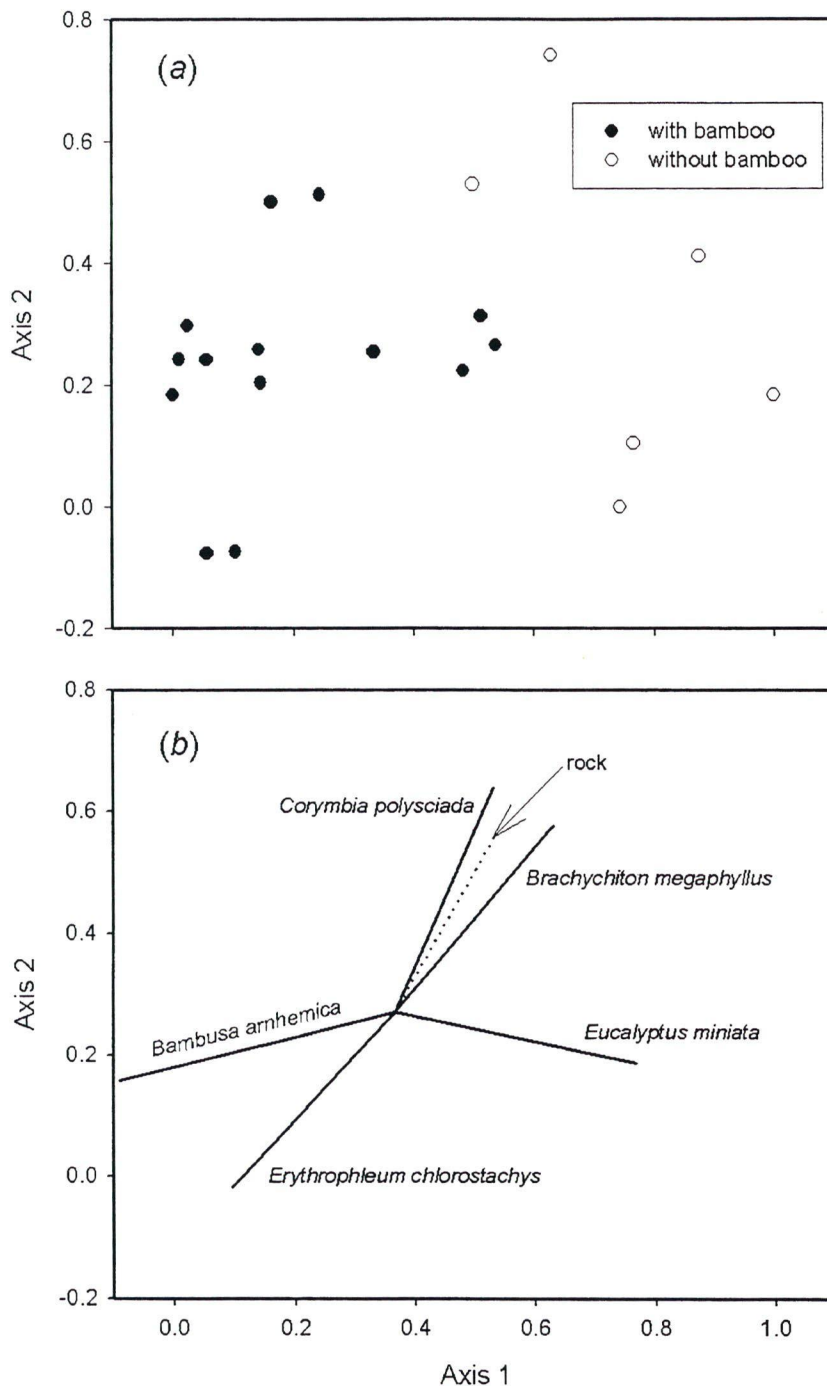 0.8
(a)
with bamboo
without bamboo
0.6
0.4
Axis 2
0.2
0.0
-0.2
0.8
(b)
rock
0.6
Corymbia polysciada
Brachychiton megaphyllus
0.4
Axis 2
Bambusa arnhemica
0.2
Eucalyptus miniata
0.0
Erythrophleum chlorostachys
-0.2
0.0 0.2 0.4 0.6 0.8 1.0
Axis 1